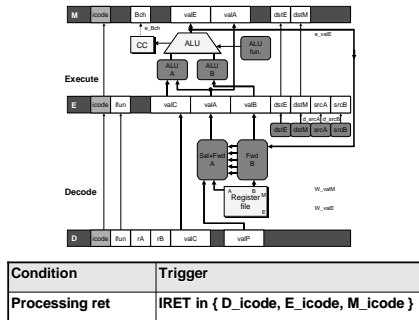 M icode Bch valE valA dstE dstM
e_Bch
e_valE
CC ALU ALU fun.
Execute
ALU A ALU B
E icode ifun valC valA valB dstE dstM srcA srcB
d_srcA d_srcB
dstE dstM srcA srcB
Sel+Fwd A Fwd B
Decode
A B M
W_valM
Register file
E
W_valE
D icode ifun rA rB valC valP
Condition Trigger
Processing ret IRET in { D_icode, E_icode, M_icode }